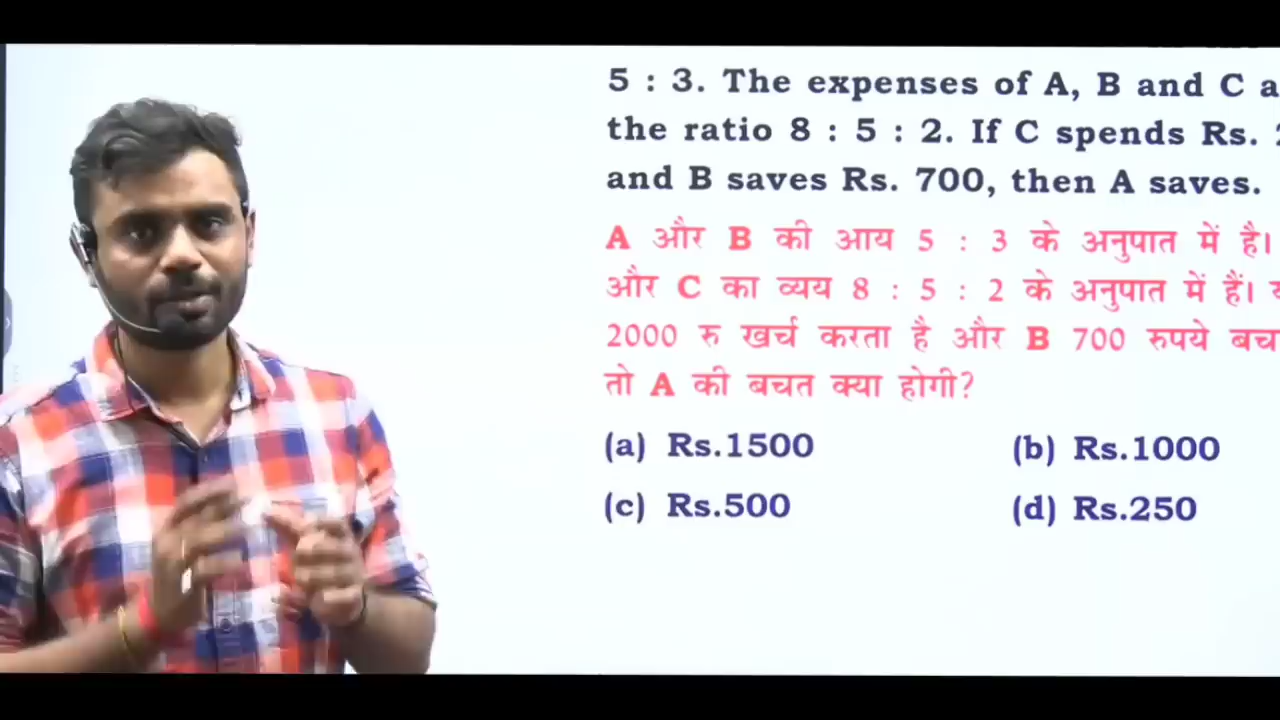 5 : 3. The expenses of A, B and C a
the ratio 8 : 5 : 2. If C spends Rs.
and B saves Rs. 700, then A saves.
A और B की आय 5 : 3 के अनुपात में है।
और C का व्यय 8 : 5 : 2 के अनुपात में हैं।
2000 रु खर्च करता है और B 700 रुपये बच
तो A की बचत क्या होगी?
(a) Rs.1500 (b) Rs.1000
(c) Rs.500 (d) Rs.250